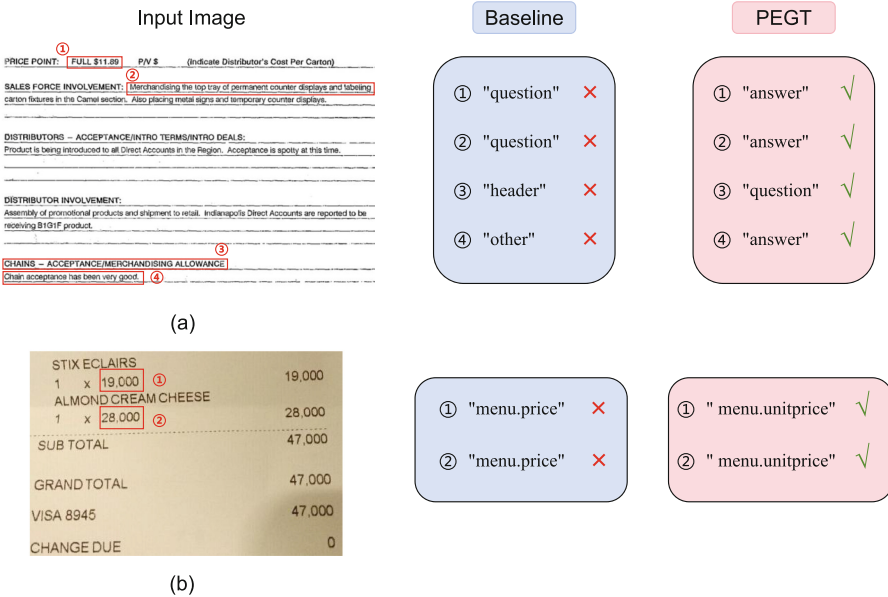 Input Image
Baseline
PEGT
①
PRICE POINT: FULL $11.89 P/V $ (Indicate Distributor's Cost Per Carton)
②
SALES FORCE INVOLVEMENT: Merchandising the top tray of permanent counter displays and labeling
carton fixtures in the Camel section. Also placing metal signs and temporary counter displays.
DISTRIBUTORS – ACCEPTANCE/INTRO TERMS/INTRO DEALS:
Product is being introduced to all Direct Accounts in the Region. Acceptance is spotty at this time.
DISTRIBUTOR INVOLVEMENT:
Assembly of promotional products and shipment to retail. Indianapolis Direct Accounts are reported to be
receiving B1G1F product.
③
CHAINS – ACCEPTANCE/MERCHANDISING ALLOWANCE
Chain acceptance has been very good. ④
① "question" ✕
② "question" ✕
③ "header" ✕
④ "other" ✕
① "answer" √
② "answer" √
③ "question" √
④ "answer" √
(a)
STIX ECLAIRS
1 x 19,000 ① 19,000
ALMOND CREAM CHEESE
1 x 28,000 ② 28,000
SUB TOTAL 47,000
GRAND TOTAL 47,000
VISA 8945 47,000
CHANGE DUE 0
① "menu.price" ✕
② "menu.price" ✕
① " menu.unitprice" √
② " menu.unitprice" √
(b)